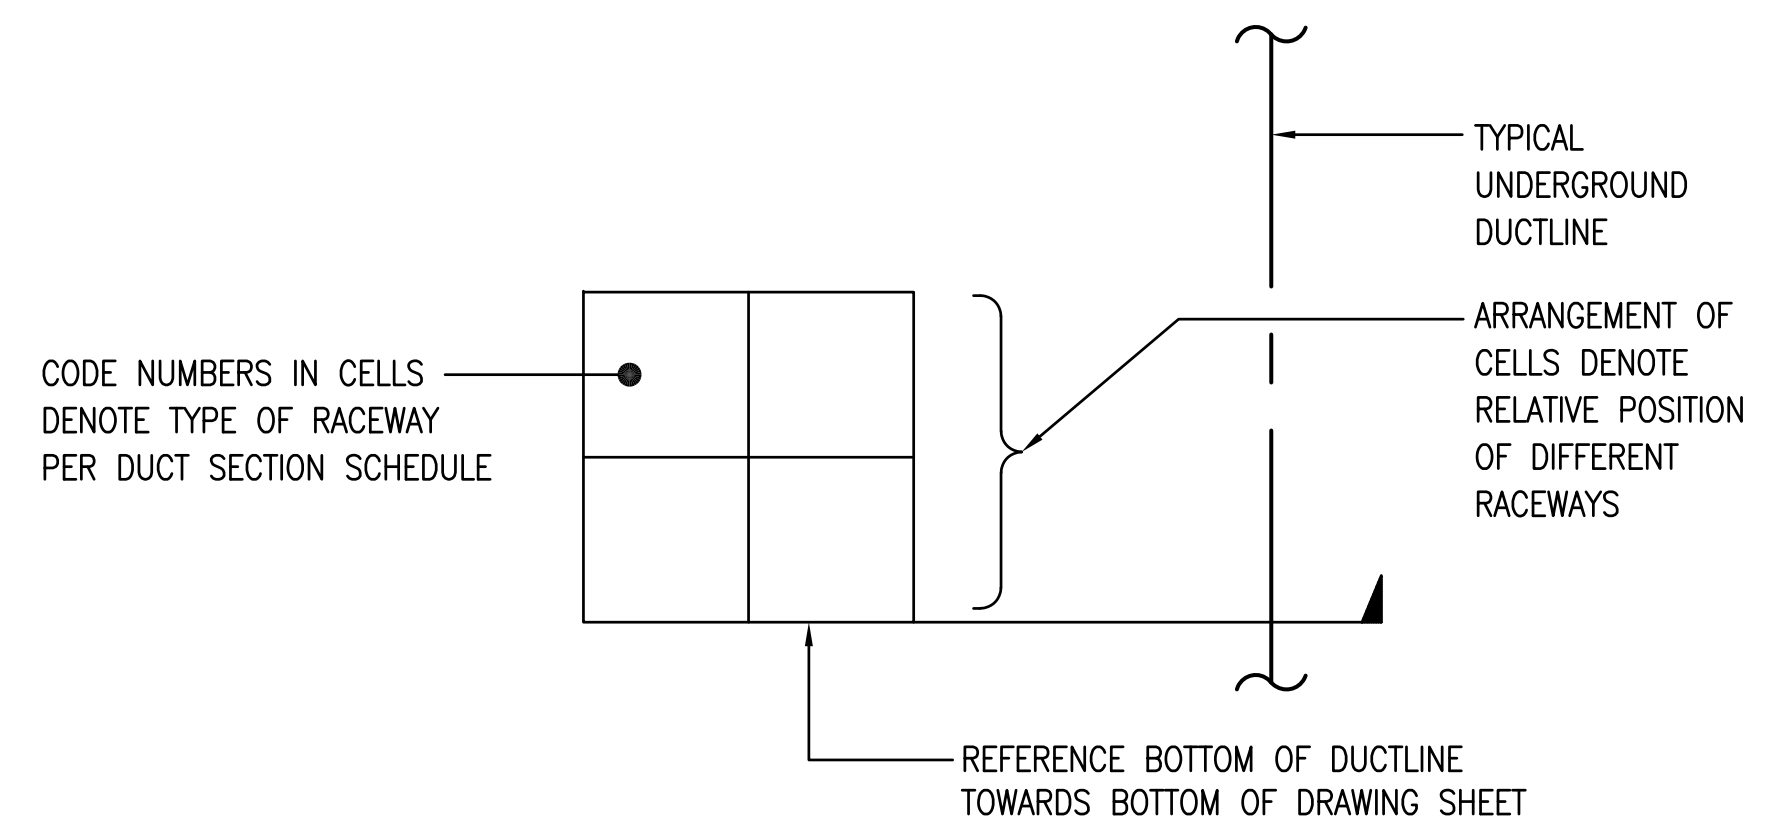 TYPICAL
UNDERGROUND
DUCTLINE
ARRANGEMENT OF
CELLS DENOTE
RELATIVE POSITION
OF DIFFERENT
RACEWAYS
CODE NUMBERS IN CELLS
DENOTE TYPE OF RACEWAY
PER DUCT SECTION SCHEDULE
REFERENCE BOTTOM OF DUCTLINE
TOWARDS BOTTOM OF DRAWING SHEET